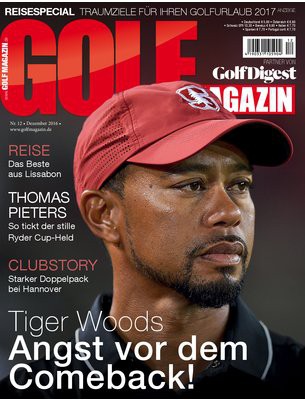 REISESPECIAL TRAUMZIELE FÜR IHREN GOLFURLAUB 2017
GOLF
MAGAZIN
PARTNER VON
GolfDigest
Nr. 12 • Dezember 2016 •
www.golfmagazin.de
REISE
Das Beste
aus Lissabon
THOMAS
PIETERS
So tickt der stille
Ryder Cup-Held
CLUBSTORY
Starker Doppelpack
bei Hannover
Tiger Woods
Angst vor dem
Comeback!